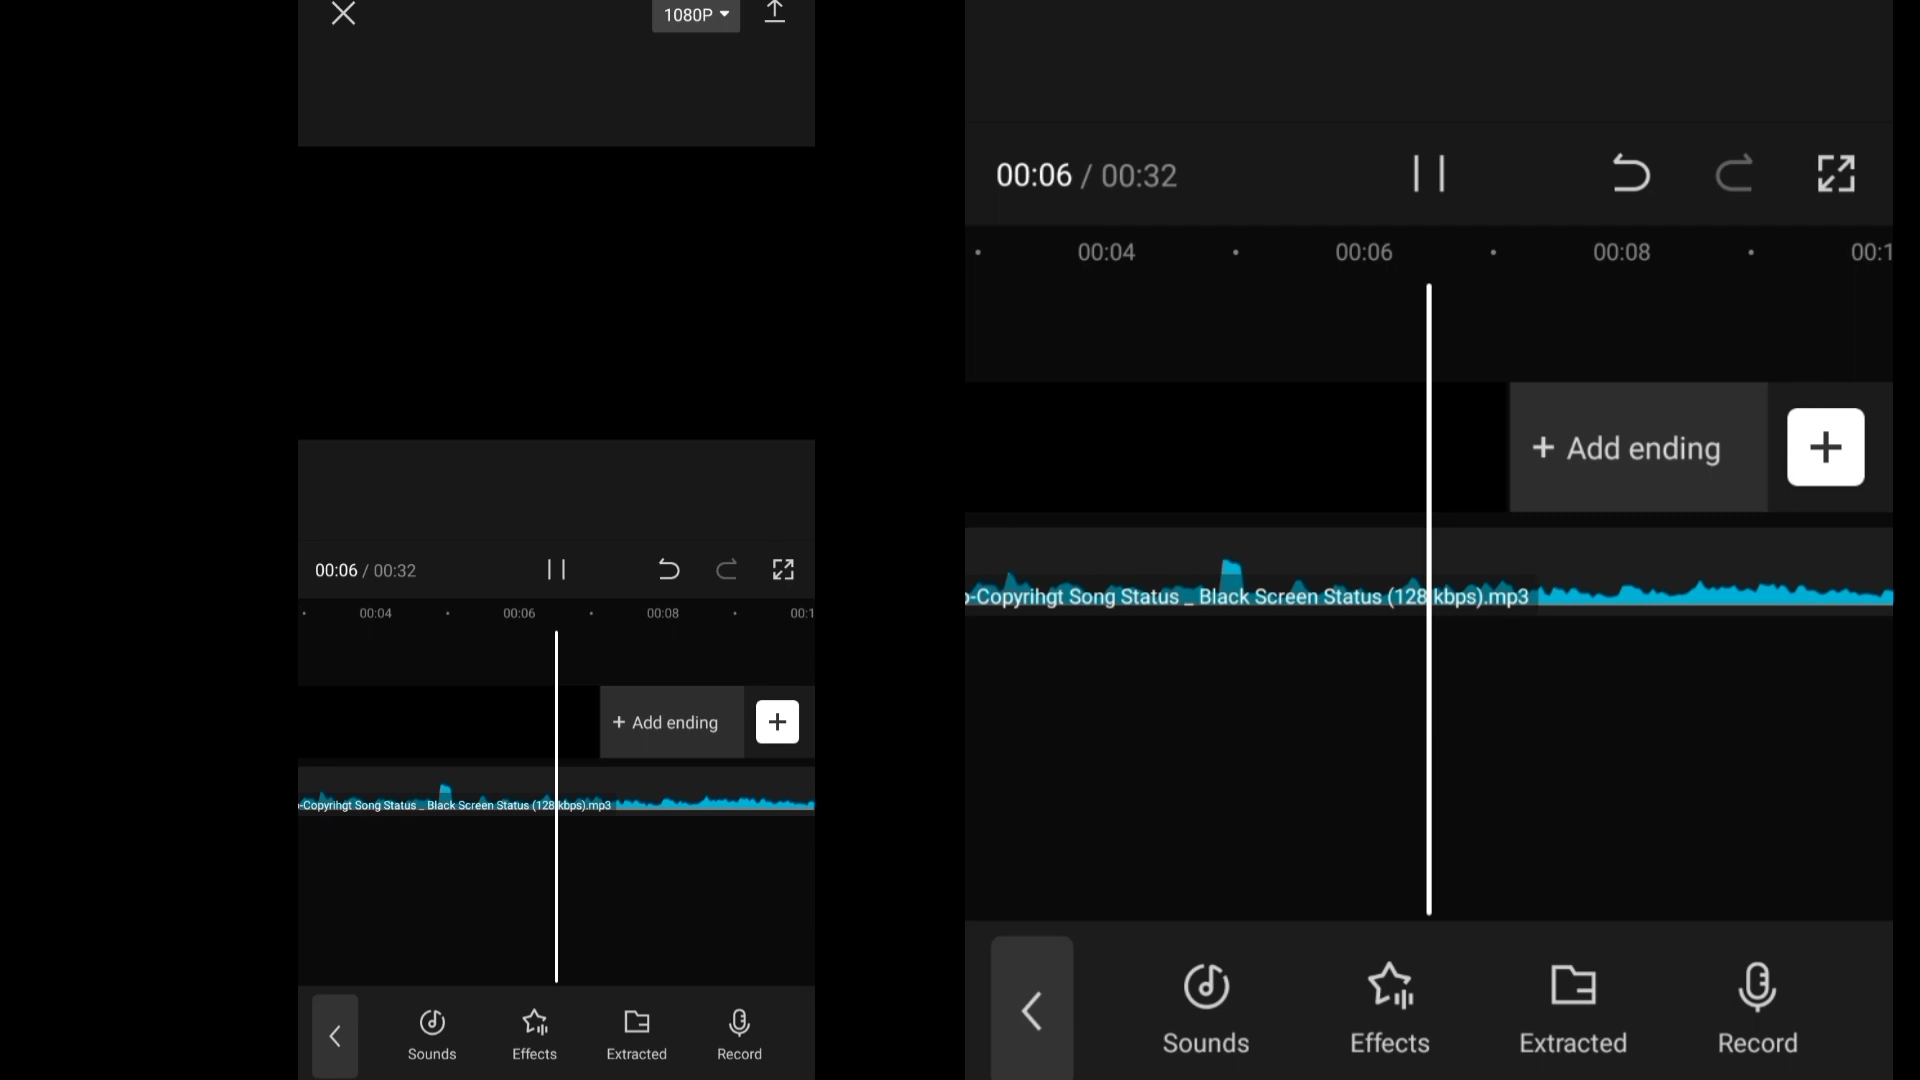 1080P
00:06 / 00:32
00:04 00:06 00:08 00:1
+ Add ending
-Copyrihgt Song Status _ Black Screen Status (128 kbps).mp3
Sounds Effects Extracted Record
00:06 / 00:32
00:04 00:06 00:08 00:1
+ Add ending
o-Copyrihgt Song Status _ Black Screen Status (128 kbps).mp3
Sounds Effects Extracted Record